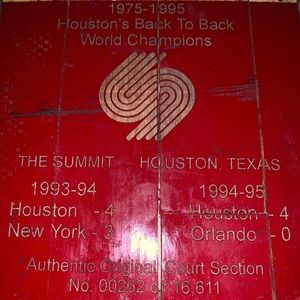 1975-1995
Houston's Back To Back
World Champions
THE SUMMIT HOUSTON, TEXAS
1993-94 1994-95
Houston - 4 Houston - 4
New York - 3 Orlando - 0
Authentic Original Court Section
No. 00262 of 16,611